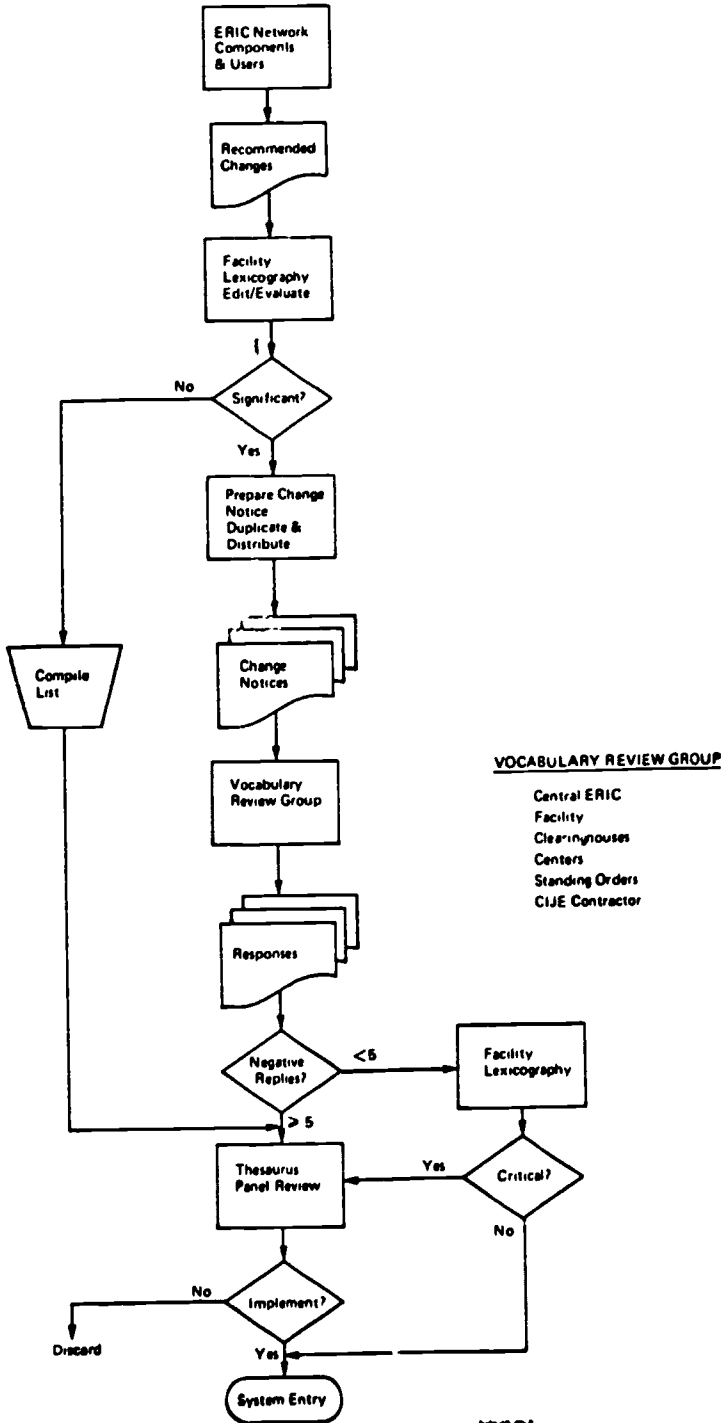 ERIC Network
Components
& Users
Recommended
Changes
Facility
Lexicography
Edit/Evaluate
No
Significant?
Yes
Prepare Change
Notice
Duplicate &
Distribute
Compile
List
Change
Notices
Vocabulary
Review Group
VOCABULARY REVIEW GROUP
Central ERIC
Facility
Clearinghouses
Centers
Standing Orders
CIJE Contractor
Responses
Negative
Replies?
<5
Facility
Lexicography
≥ 5
Thesaurus
Panel Review
Yes
Critical?
No
No
Implement?
Discard
Yes
System Entry